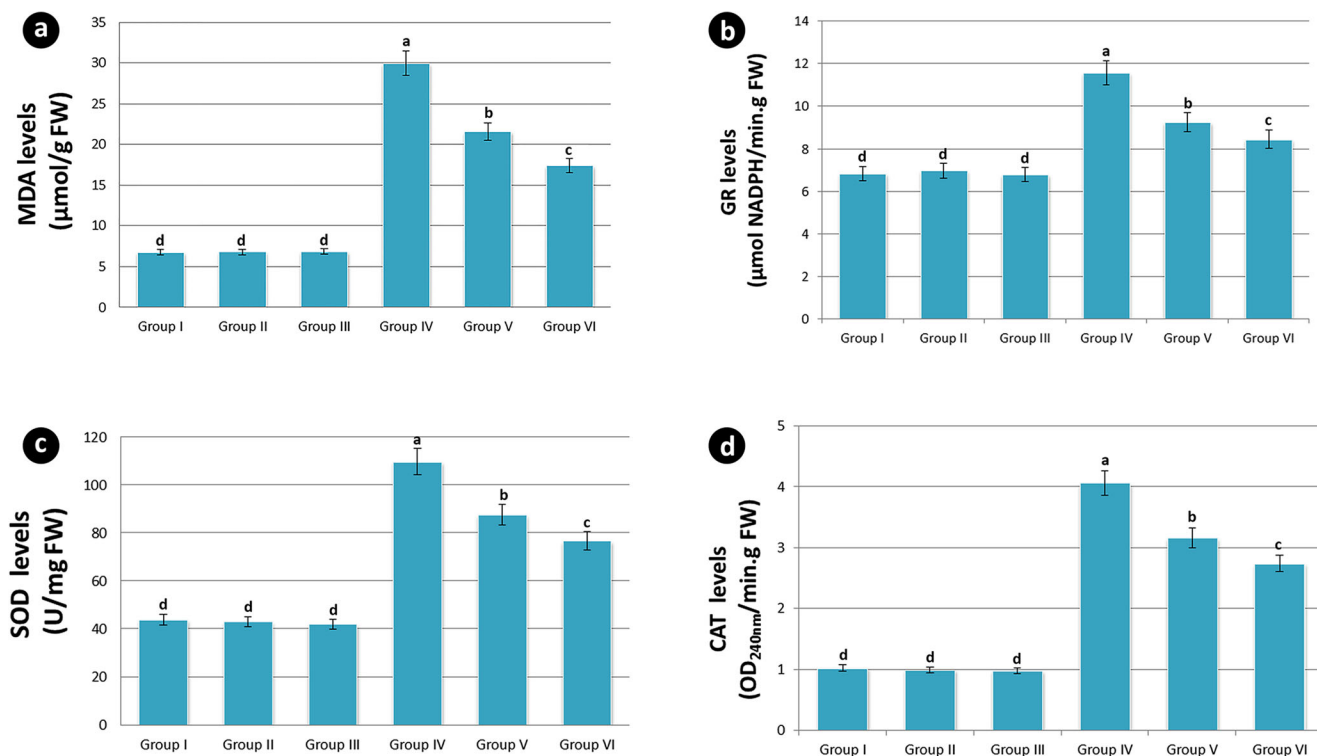 a
MDA levels
(µmol/g FW)
35
30
25
20
15
10
5
0
d
d
d
a
b
c
Group I Group II Group III Group IV Group V Group VI
b
GR levels
(µmol NADPH/min.g FW)
14
12
10
8
6
4
2
0
d
d
d
a
b
c
Group I Group II Group III Group IV Group V Group VI
c
SOD levels
(U/mg FW)
120
100
80
60
40
20
0
d
d
d
a
b
c
Group I Group II Group III Group IV Group V Group VI
d
CAT levels
(OD240nm/min.g FW)
5
4
3
2
1
0
d
d
d
a
b
c
Group I Group II Group III Group IV Group V Group VI